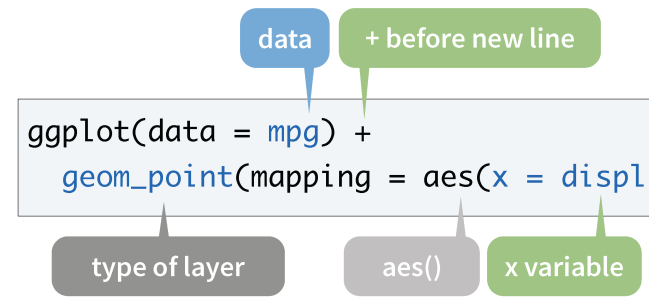 data
+ before new line
ggplot(data = mpg) +
geom_point(mapping = aes(x = displ
type of layer
aes()
x variable